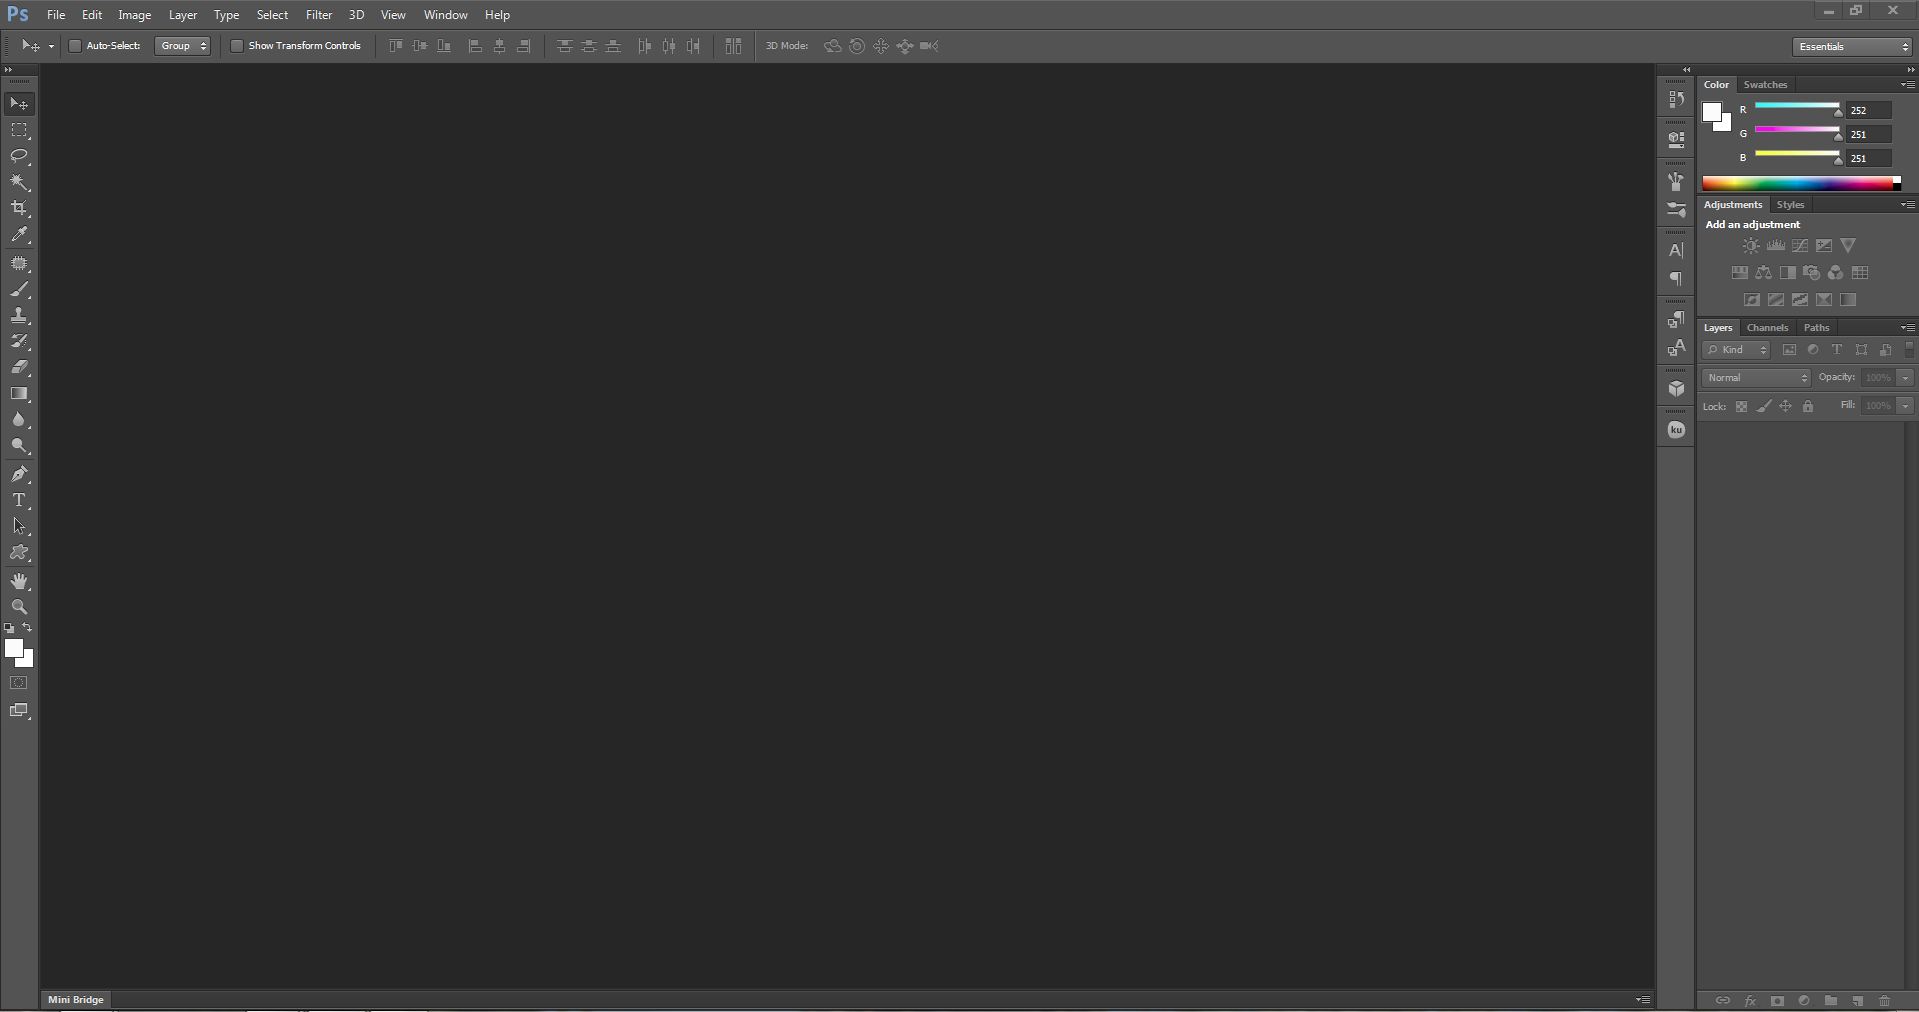 Ps File Edit Image Layer Type Select Filter 3D View Window Help
Auto-Select: Group Show Transform Controls 3D Mode: Essentials
Color Swatches
R 252
G 251
B 251
Adjustments Styles
Add an adjustment
A
Layers Channels Paths
Kind T
A
Normal Opacity: 100%
Lock: Fill: 100%
ku
T
Mini Bridge
fx